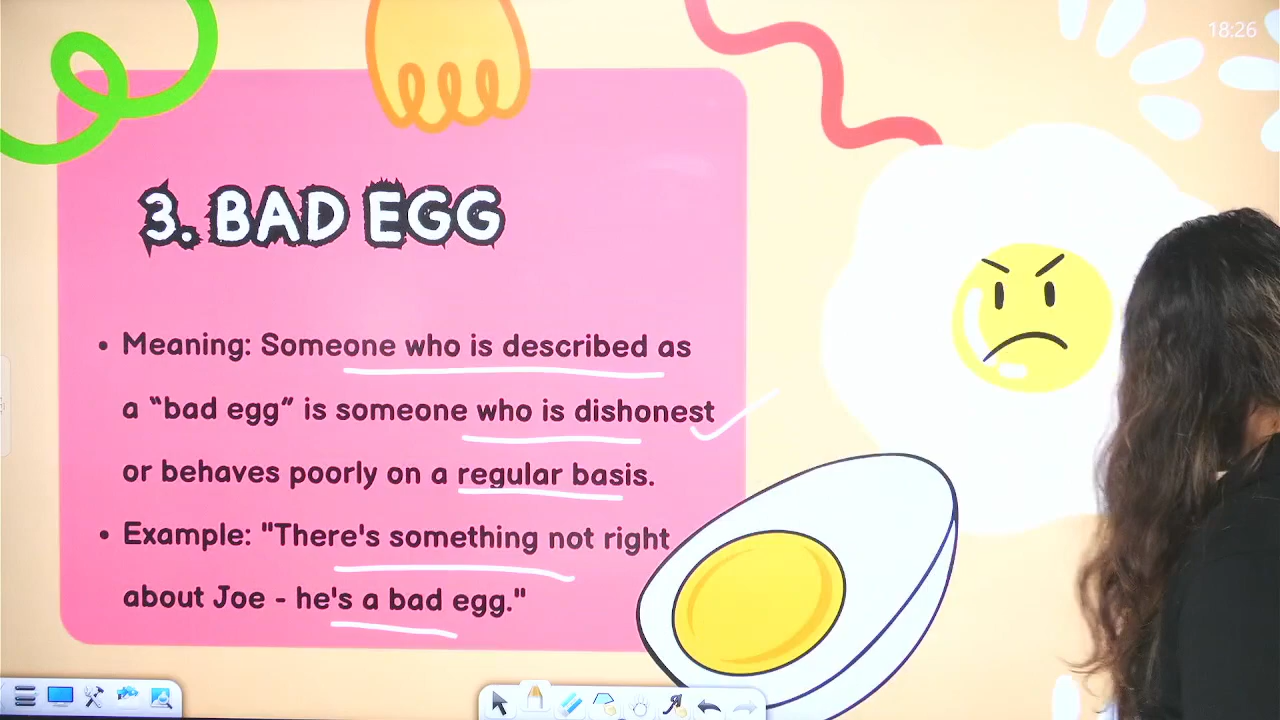 18:26
3. BAD EGG
• Meaning: Someone who is described as
a “bad egg” is someone who is dishonest
or behaves poorly on a regular basis.
• Example: "There's something not right
about Joe - he's a bad egg."